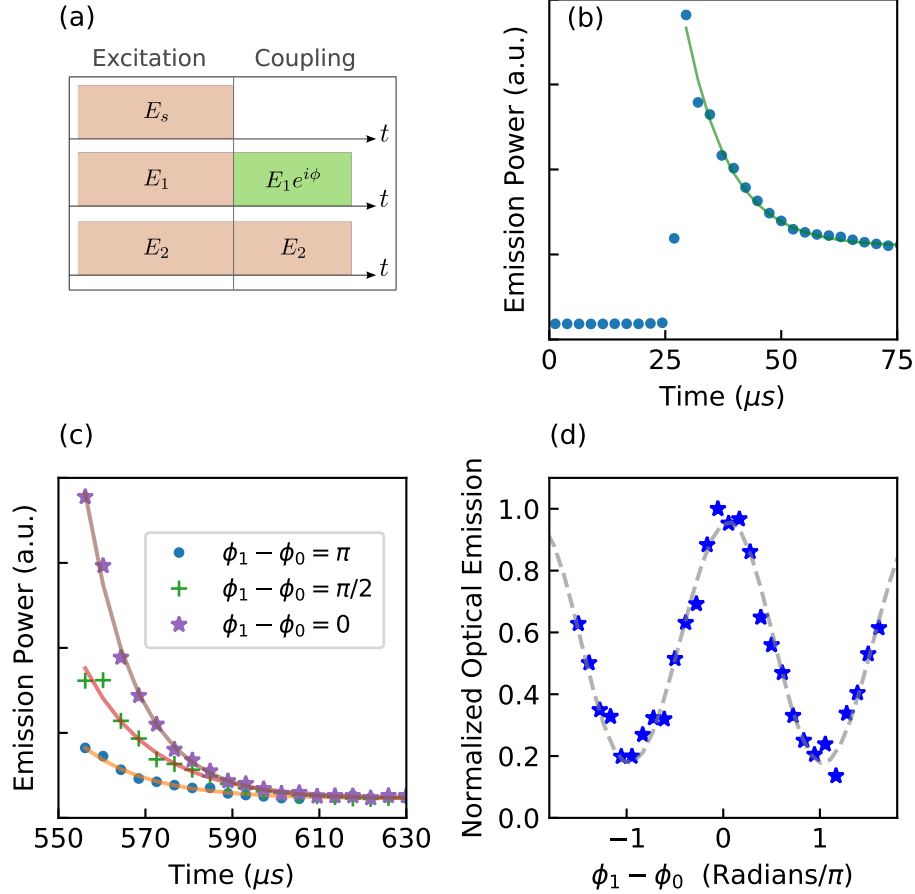 (a)
Excitation Coupling
E_s
t
E_1 E_1e^{iϕ}
t
E_2 E_2
t
(b)
Emission Power (a.u.)
0 25 50 75
Time (μs)
(c)
Emission Power (a.u.)
ϕ_1 − ϕ_0 = π
ϕ_1 − ϕ_0 = π/2
ϕ_1 − ϕ_0 = 0
550 570 590 610 630
Time (μs)
(d)
Normalized Optical Emission
1.0
0.8
0.6
0.4
0.2
0.0
−1 0 1
ϕ_1 − ϕ_0 (Radians/π)